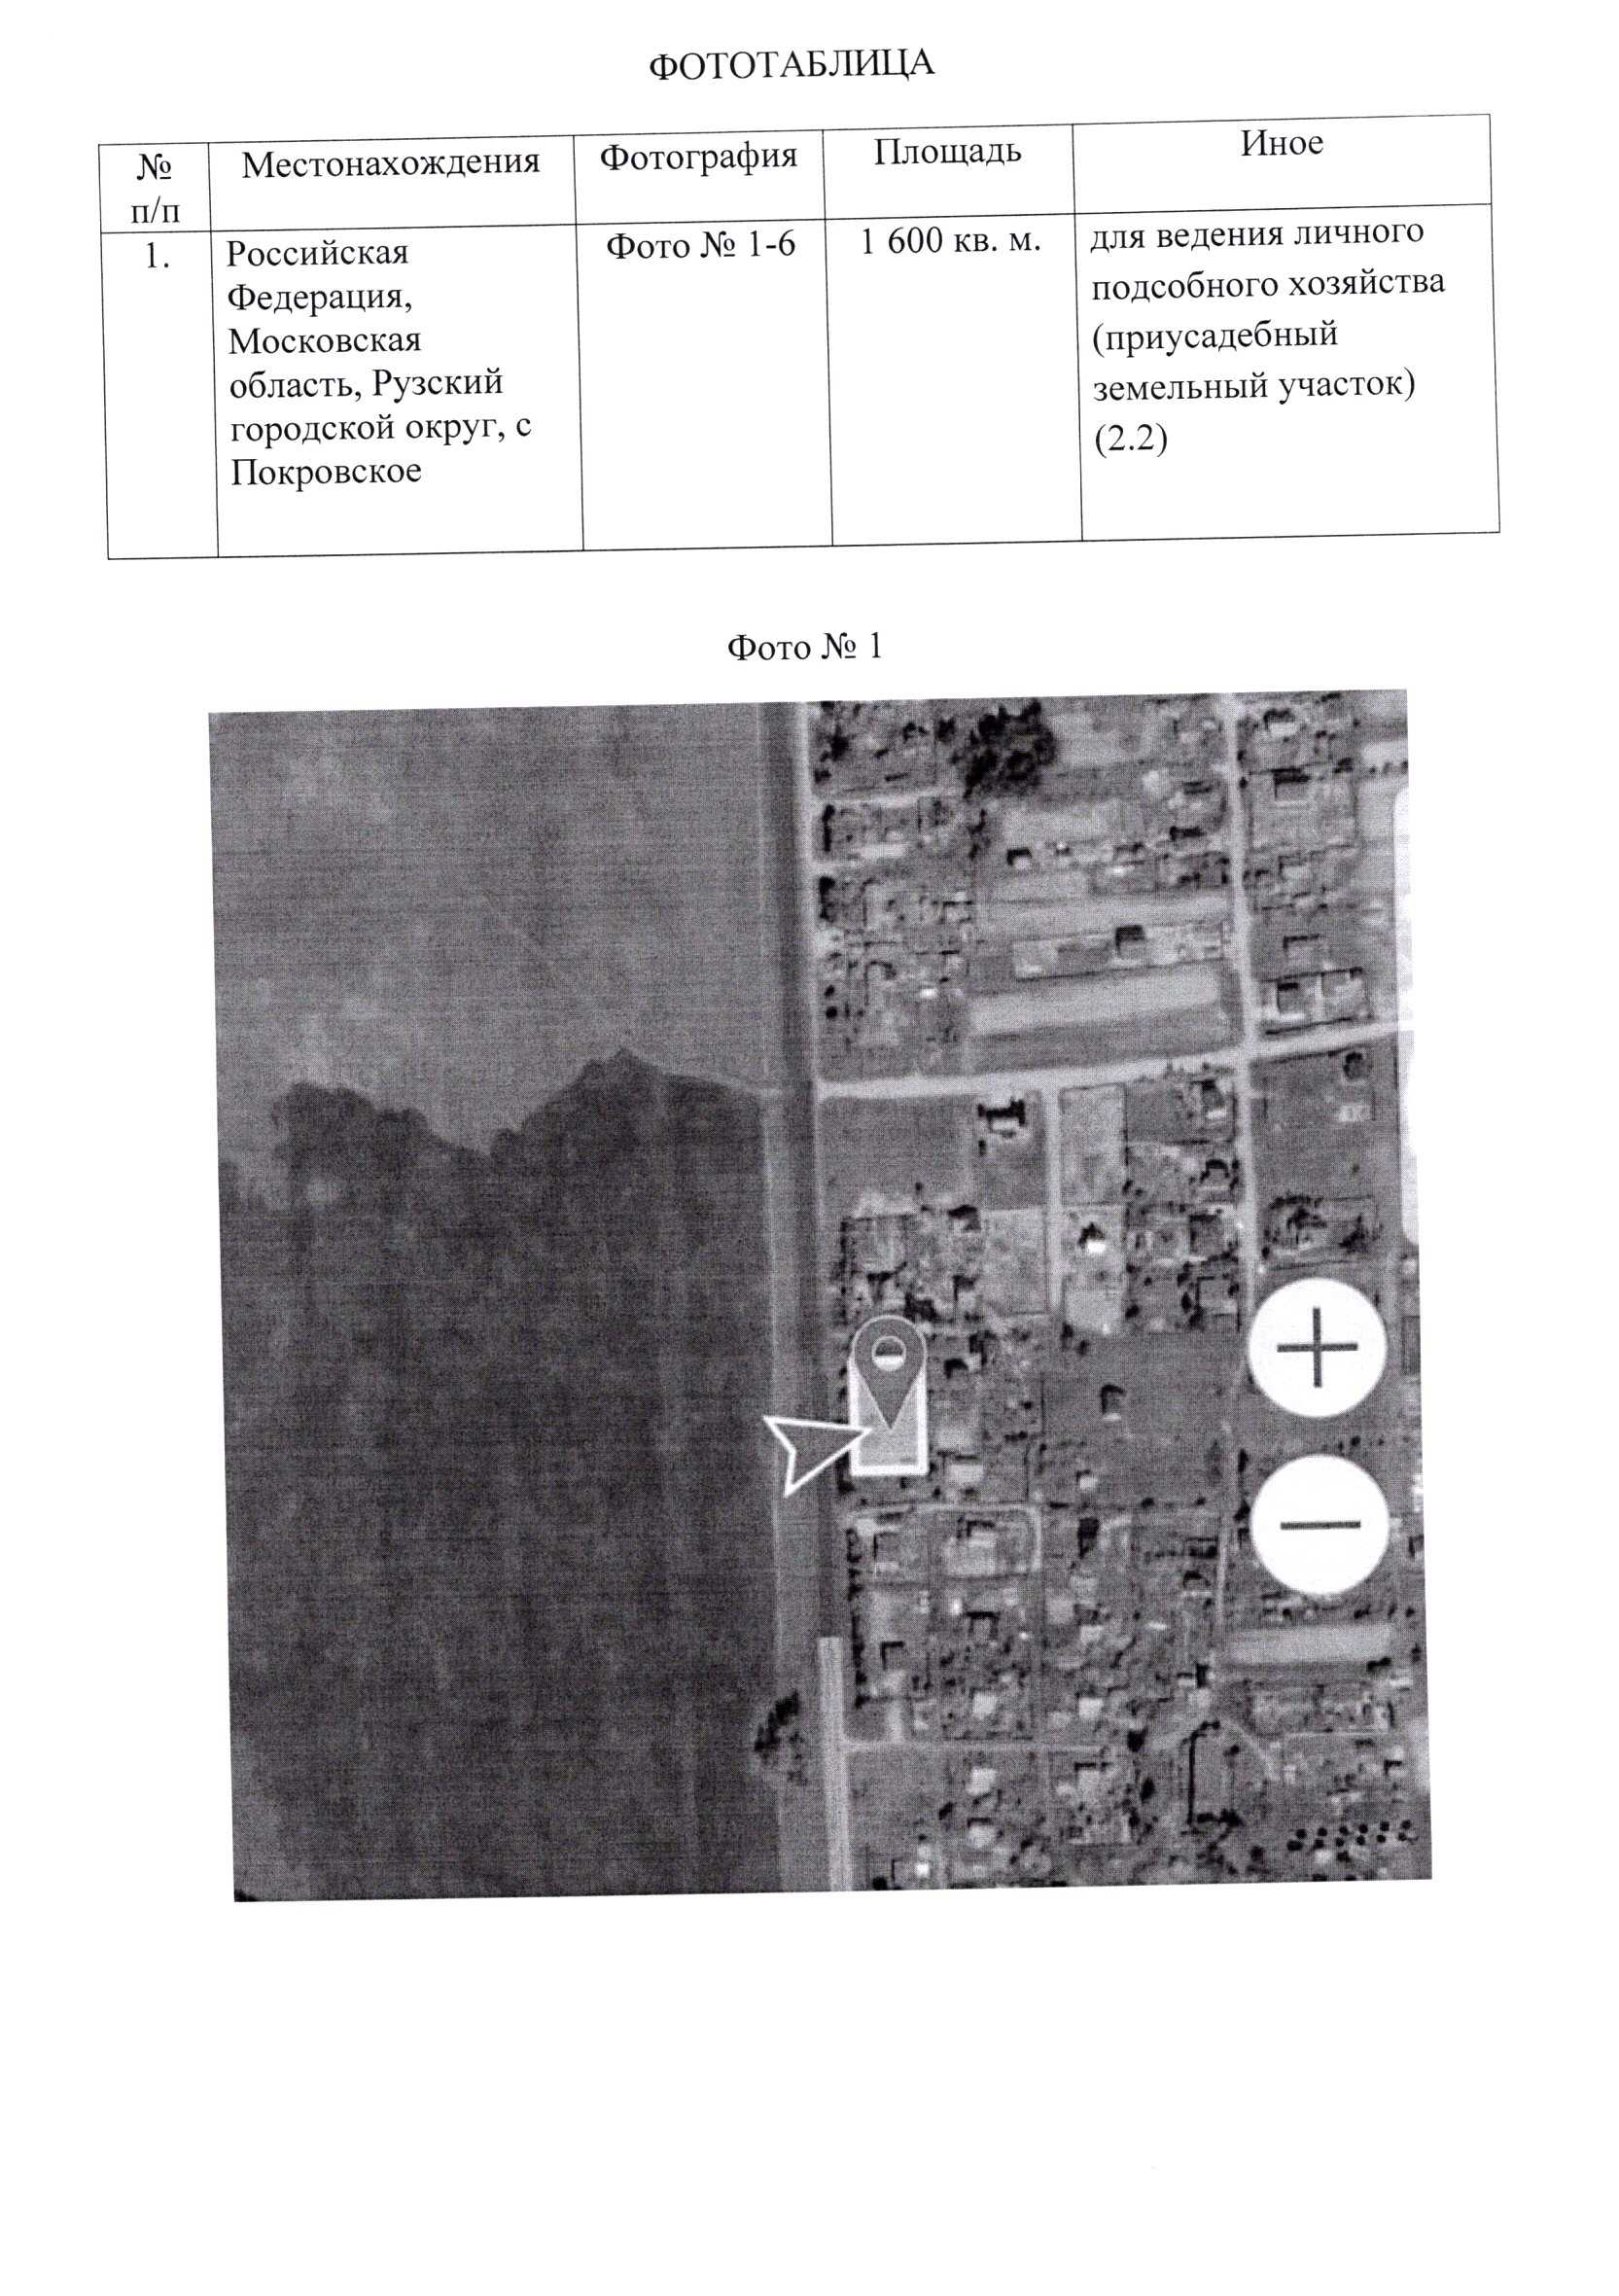 ФОТОТАБЛИЦА
№
п/п
Местонахождения
Фотография
Площадь
Иное
1.
Российская
Федерация,
Московская
область, Рузский
городской округ, с
Покровское
Фото № 1-6
1 600 кв. м.
для ведения личного
подсобного хозяйства
(приусадебный
земельный участок)
(2.2)
Фото № 1